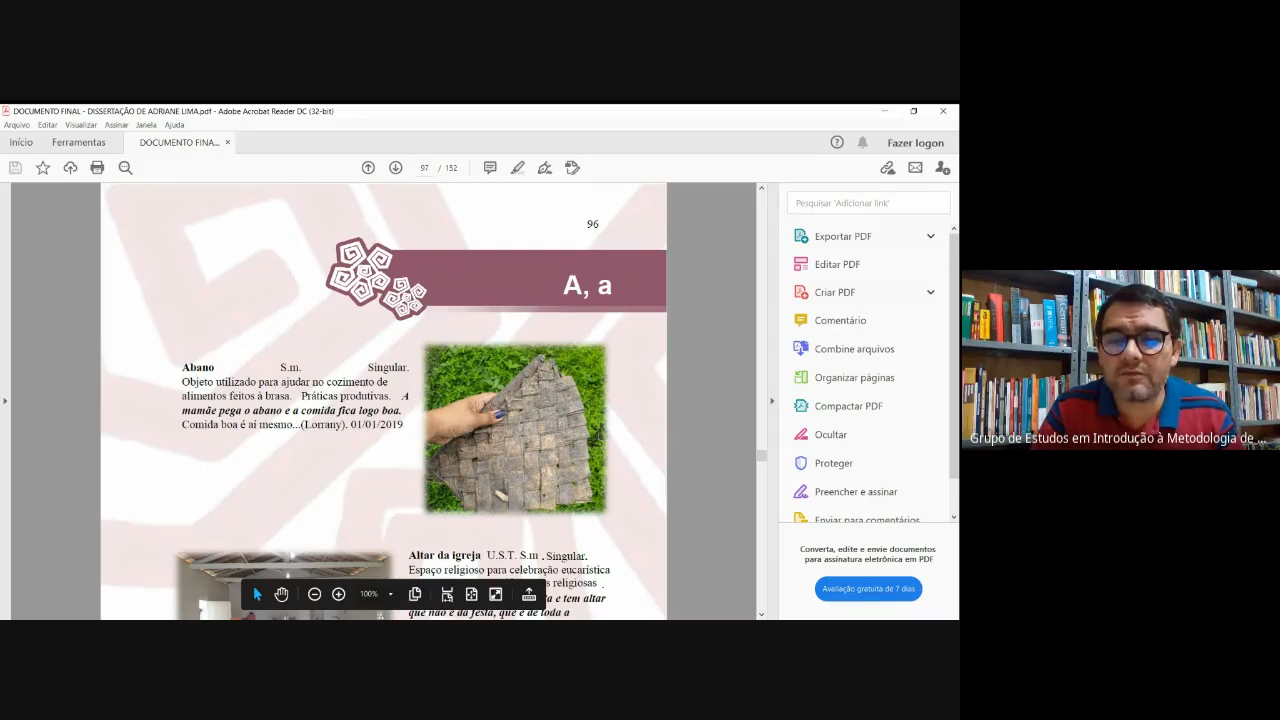 DOCUMENTO FINAL - DISSERTAÇÃO DE ADRIANE LIMA.pdf - Adobe Acrobat Reader DC (32-bit)
Arquivo Editar Visualizar Assinar Janela Ajuda
Início Ferramentas DOCUMENTO FINA... × Fazer logon
97 / 152
Pesquisar 'Adicionar link'
Exportar PDF
Editar PDF
Criar PDF
Comentário
Combine arquivos
Organizar páginas
Compactar PDF
Ocultar
Proteger
Preencher e assinar
Enviar para comentários
Converta, edite e envie documentos
para assinatura eletrônica em PDF
Avaliação gratuita de 7 dias
96
A, a
Abano S.m. Singular.
Objeto utilizado para ajudar no cozimento de
alimentos feitos à brasa. Práticas produtivas. A
mamãe pega o abano e a comida fica logo boa.
Comida boa é aí mesmo...(Lorrany). 01/01/2019
Altar da igreja U.S.T. S.m . Singular.
Espaço religioso para celebração eucarística
religiosas .
e tem altar
que não é da festa, que é de toda a
100%
Grupo de Estudos em Introdução à Metodologia de ...